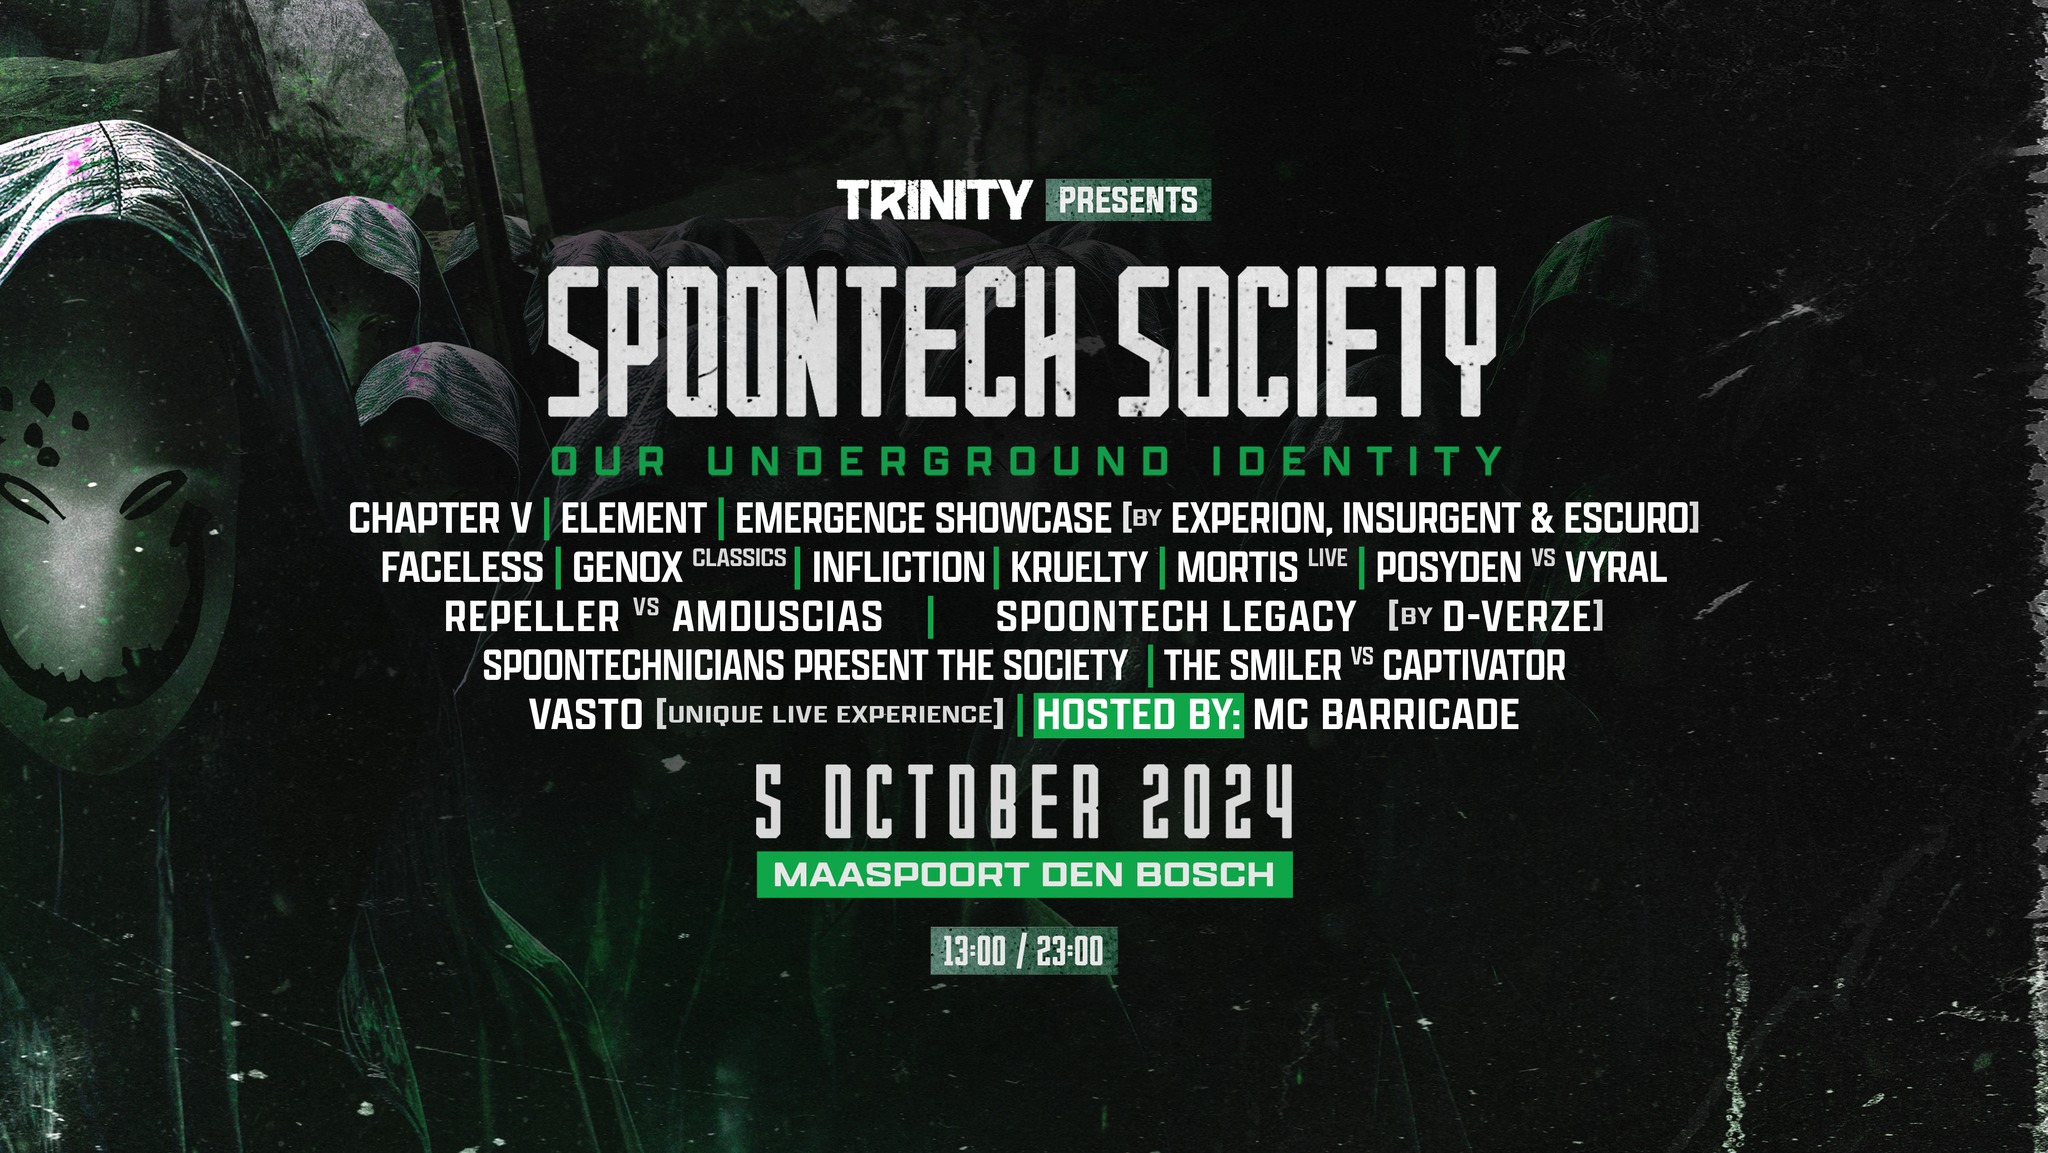 TRINITY PRESENTS
SPOONTECH SOCIETY
OUR UNDERGROUND IDENTITY
CHAPTER V | ELEMENT | EMERGENCE SHOWCASE [BY EXPERION, INSURGENT & ESCURO]
FACELESS | GENOX CLASSICS | INFLICTION | KRUELTY | MORTIS LIVE | POSYDEN VS VYRAL
REPELLER VS AMDUSCIAS | SPOONTECH LEGACY [BY D-VERZE]
SPOONTECHNICIANS PRESENT THE SOCIETY | THE SMILER VS CAPTIVATOR
VASTO [UNIQUE LIVE EXPERIENCE] | HOSTED BY: MC BARRICADE
5 OCTOBER 2024
MAASPOORT DEN BOSCH
13:00 / 23:00